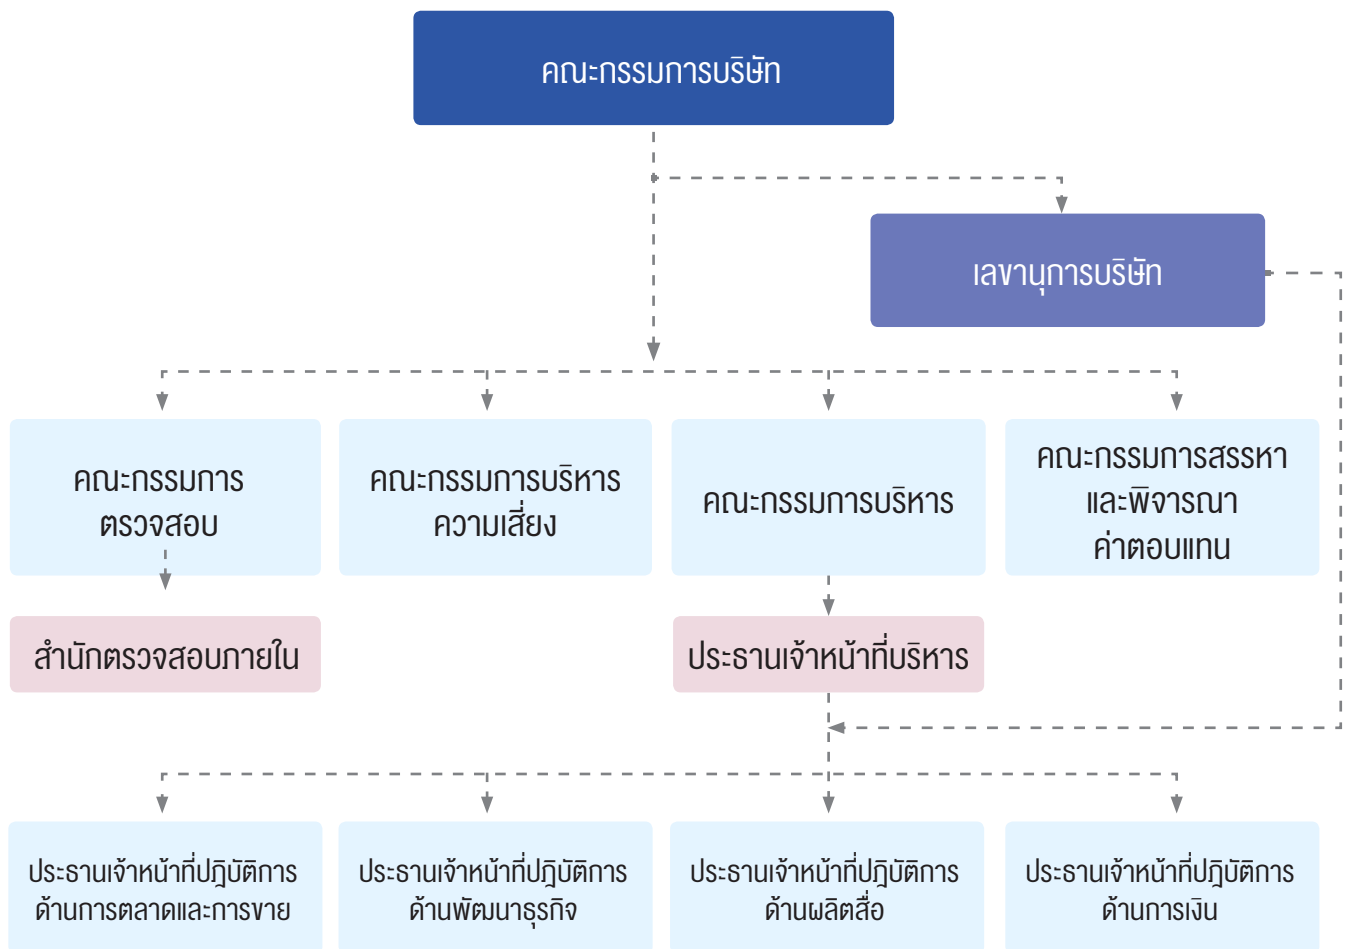 คณะกรรมการบริษัท
เลขานุการบริษัท
คณะกรรมการ
ตรวจสอบ
คณะกรรมการบริหาร
ความเสี่ยง
คณะกรรมการบริหาร
คณะกรรมการสรรหา
และพิจารณา
ค่าตอบแทน
สำนักตรวจสอบภายใน
ประธานเจ้าหน้าที่บริหาร
ประธานเจ้าหน้าที่ปฎิบัติการ
ด้านการตลาดและการขาย
ประธานเจ้าหน้าที่ปฎิบัติการ
ด้านพัฒนาธุรกิจ
ประธานเจ้าหน้าที่ปฎิบัติการ
ด้านผลิตสื่อ
ประธานเจ้าหน้าที่ปฎิบัติการ
ด้านการเงิน